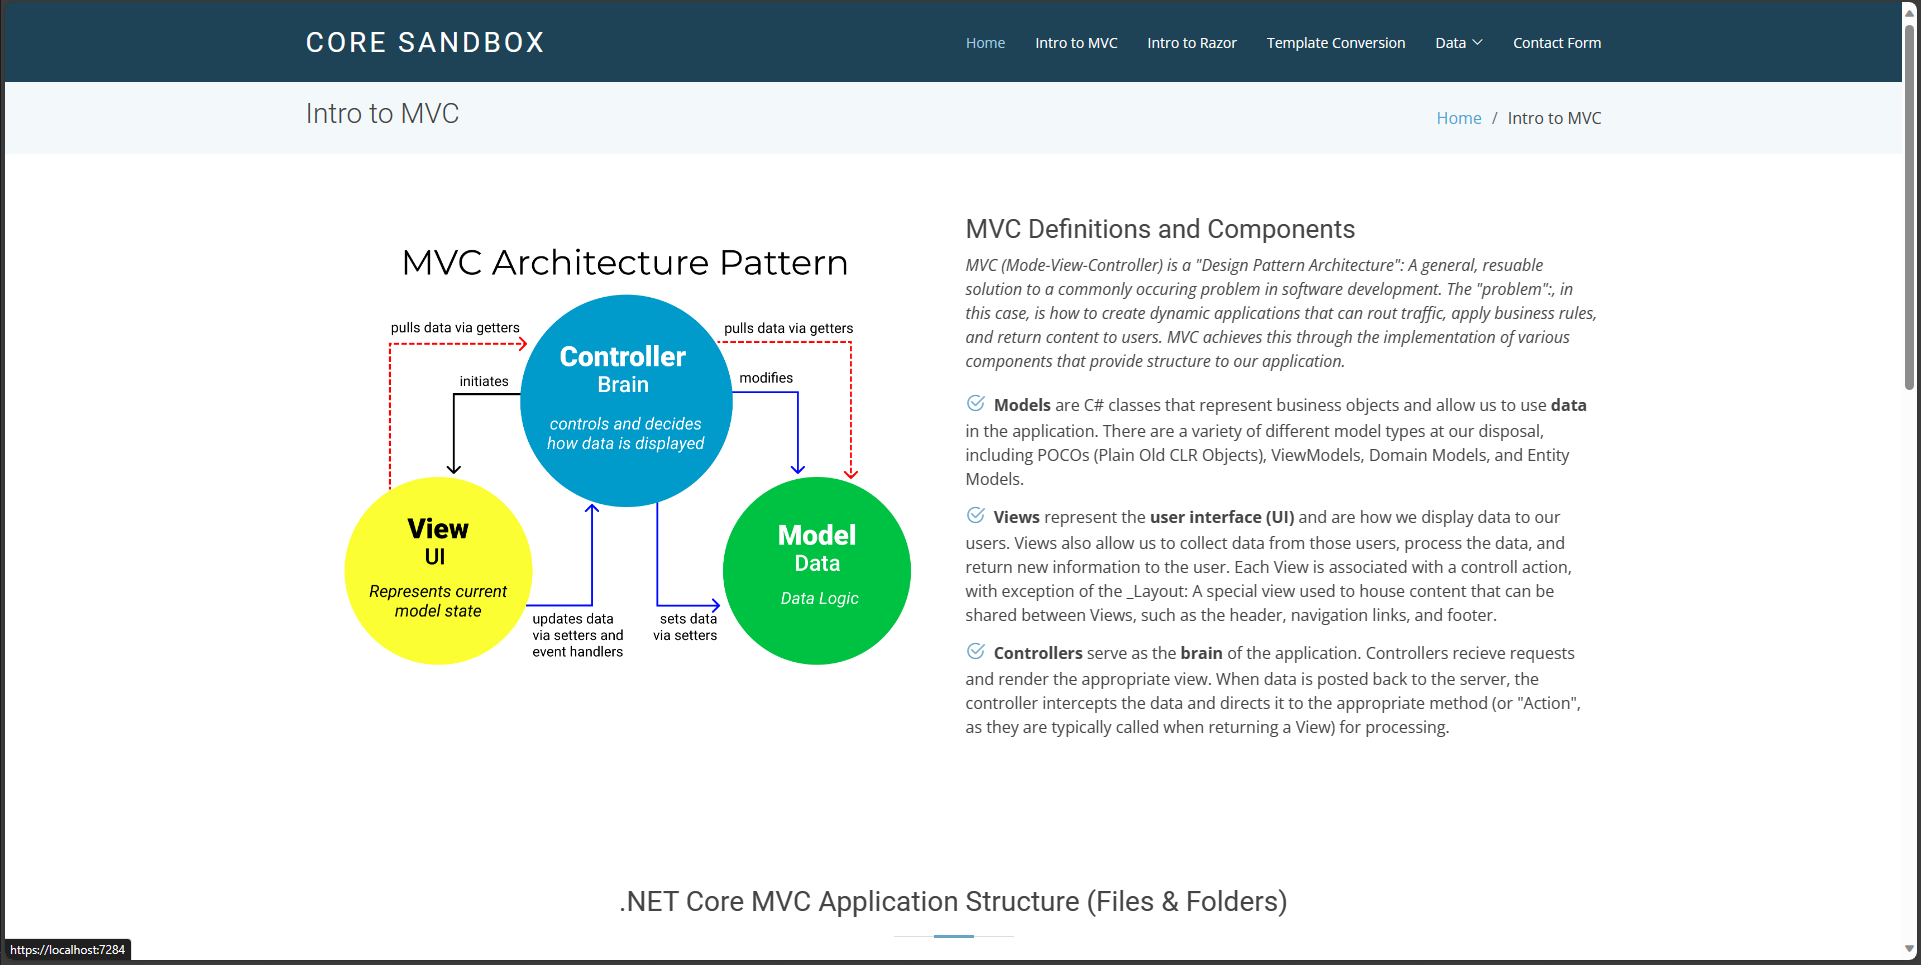 CORE SANDBOX
Home Intro to MVC Intro to Razor Template Conversion Data Contact Form
Intro to MVC
Home / Intro to MVC
MVC Architecture Pattern
pulls data via getters
pulls data via getters
initiates
modifies
Controller
Brain
controls and decides
how data is displayed
View
UI
Represents current
model state
Model
Data
Data Logic
updates data
via setters and
event handlers
sets data
via setters
MVC Definitions and Components
MVC (Mode-View-Controller) is a "Design Pattern Architecture": A general, resuable
solution to a commonly occuring problem in software development. The "problem":, in
this case, is how to create dynamic applications that can rout traffic, apply business rules,
and return content to users. MVC achieves this through the implementation of various
components that provide structure to our application.
Models are C# classes that represent business objects and allow us to use data
in the application. There are a variety of different model types at our disposal,
including POCOs (Plain Old CLR Objects), ViewModels, Domain Models, and Entity
Models.
Views represent the user interface (UI) and are how we display data to our
users. Views also allow us to collect data from those users, process the data, and
return new information to the user. Each View is associated with a controll action,
with exception of the _Layout: A special view used to house content that can be
shared between Views, such as the header, navigation links, and footer.
Controllers serve as the brain of the application. Controllers recieve requests
and render the appropriate view. When data is posted back to the server, the
controller intercepts the data and directs it to the appropriate method (or "Action",
as they are typically called when returning a View) for processing.
.NET Core MVC Application Structure (Files & Folders)
https://localhost:7284